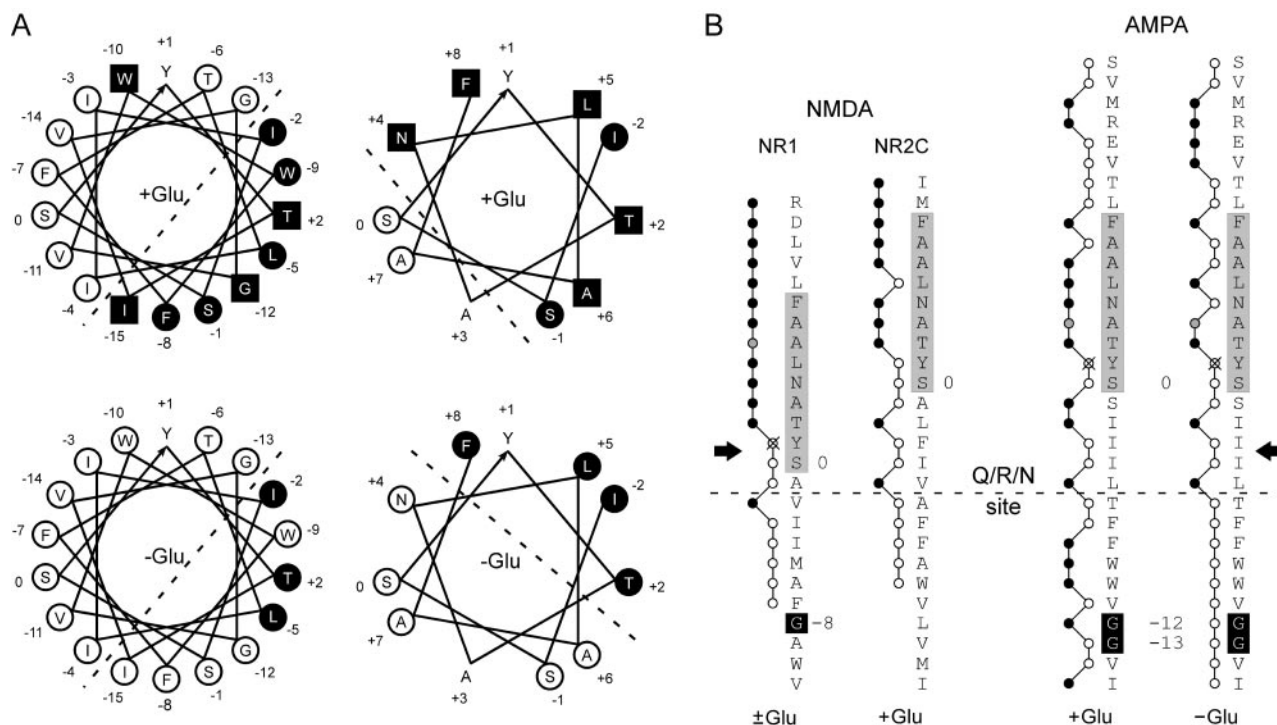 A
+1
-10
-6
-3
W
Y
T
-13
I
G
-14
V
I
-2
-7
F
W
-9
+Glu
0
S
T
+2
-11
V
L
-5
-4
I
G
-12
I
F
S
-15
-8
-1
+8
+1
F
Y
+5
L
+4
N
I
-2
+Glu
0
S
T
+2
+7
A
A
+6
A
S
+3
-1
+1
-10
-6
-3
W
Y
T
-13
I
G
-14
V
I
-2
-7
F
W
-9
-Glu
0
S
T
+2
-11
V
L
-5
-4
I
G
-12
I
F
S
-15
-8
-1
+8
+1
F
Y
+5
L
+4
N
I
-2
-Glu
0
S
T
+2
+7
A
A
+6
A
S
+3
-1
B
NMDA
AMPA
NR1
R
D
L
V
L
F
A
A
L
N
A
T
Y
S 0
A
V
I
I
M
A
F
G -8
A
W
V
±Glu
NR2C
I
M
F
A
A
L
N
A
T
Y
S 0
A
L
F
I
V
A
F
F
A
W
V
L
V
M
I
+Glu
Q/R/N
site
S
V
M
R
E
V
T
L
F
A
A
L
N
A
T
Y
S 0
S
I
I
I
L
T
F
F
W
W
V
G -12
G -13
V
I
+Glu
S
V
M
R
E
V
T
L
F
A
A
L
N
A
T
Y
S
S
I
I
I
L
T
F
F
W
W
V
G
G
V
I
−Glu